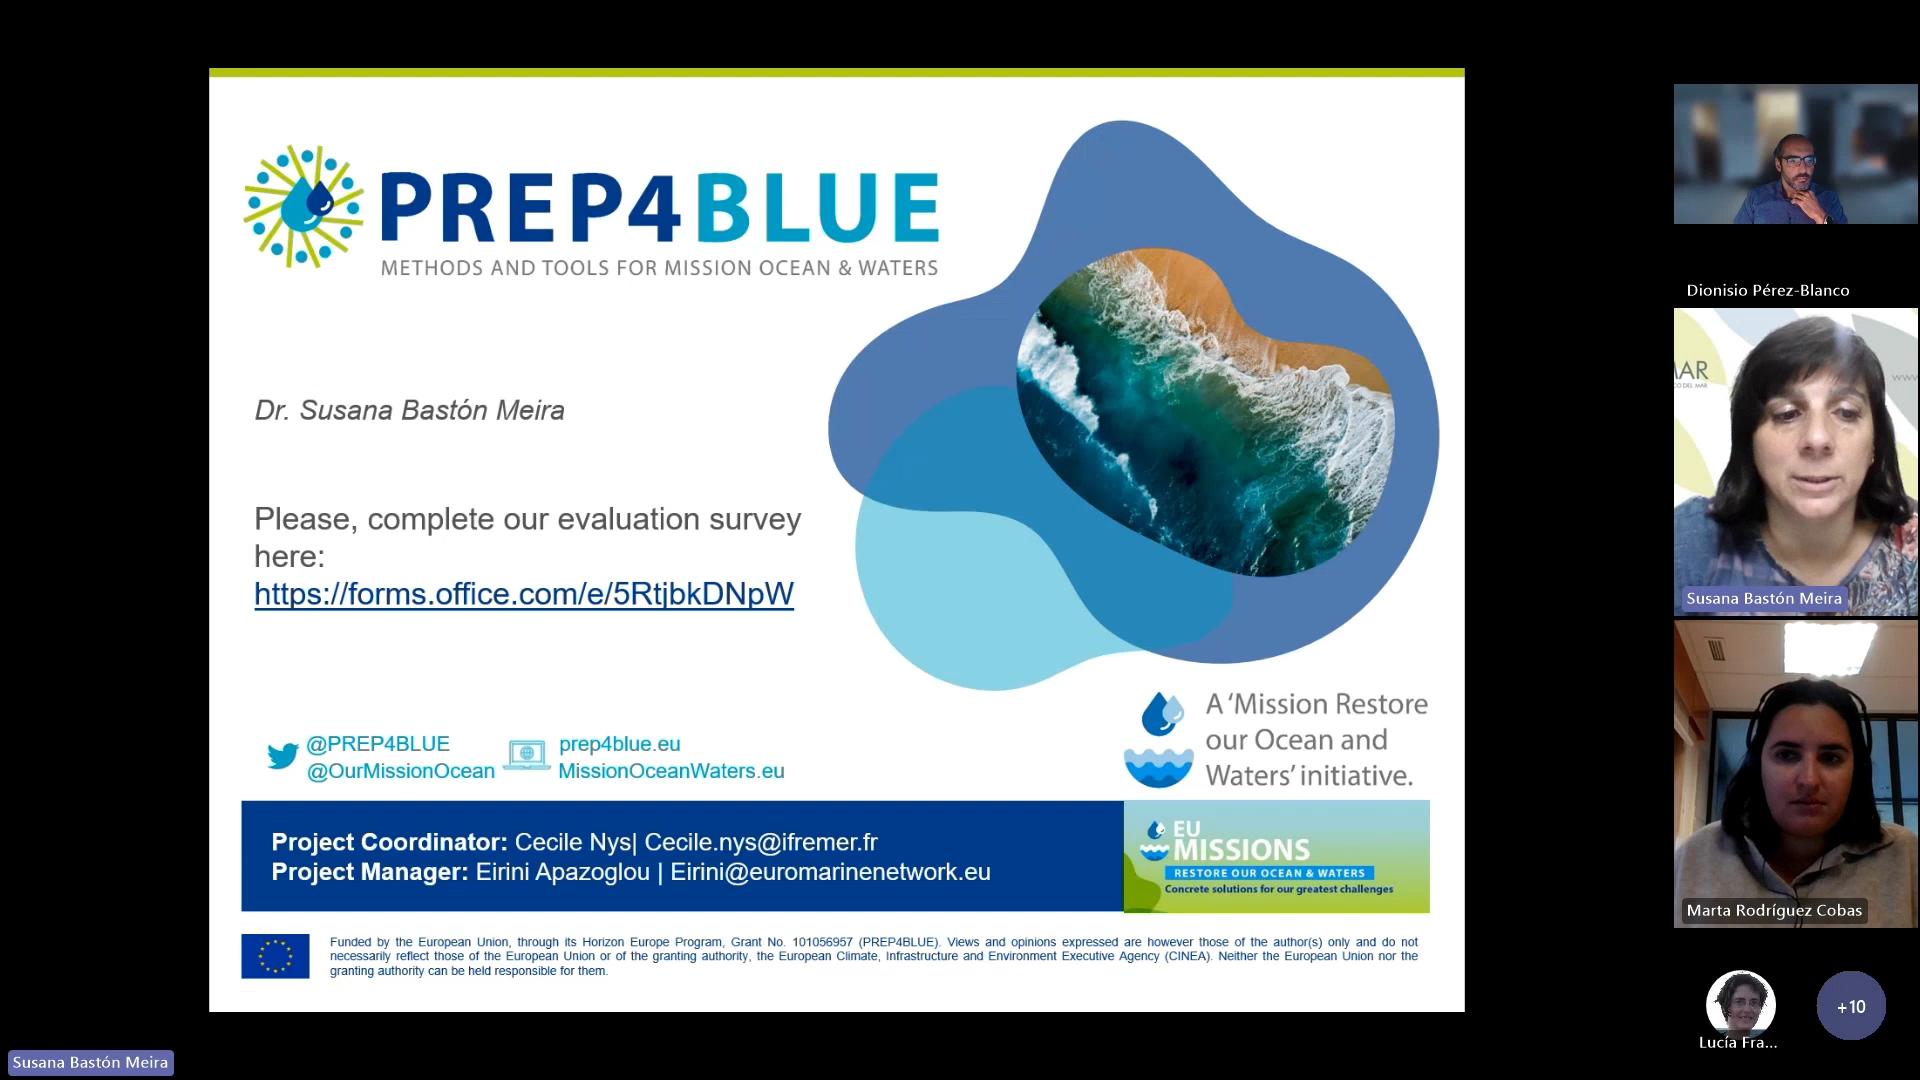 PREP4BLUE
METHODS AND TOOLS FOR MISSION OCEAN & WATERS
Dr. Susana Bastón Meira
Please, complete our evaluation survey
here:
https://forms.office.com/e/5RtjbkDNpW
@PREP4BLUE
@OurMissionOcean
prep4blue.eu
MissionOceanWaters.eu
A ‘Mission Restore
our Ocean and
Waters’ initiative.
Project Coordinator: Cecile Nys| Cecile.nys@ifremer.fr
Project Manager: Eirini Apazoglou | Eirini@euromarinenetwork.eu
EU
MISSIONS
RESTORE OUR OCEAN & WATERS
Concrete solutions for our greatest challenges
Funded by the European Union, through its Horizon Europe Program, Grant No. 101056957 (PREP4BLUE). Views and opinions expressed are however those of the author(s) only and do not
necessarily reflect those of the European Union or of the granting authority, the European Climate, Infrastructure and Environment Executive Agency (CINEA). Neither the European Union nor the
granting authority can be held responsible for them.
Dionisio Pérez-Blanco
MAR
CO DEL MAR
www
Susana Bastón Meira
Marta Rodríguez Cobas
Lucía Fra...
+10
Susana Bastón Meira